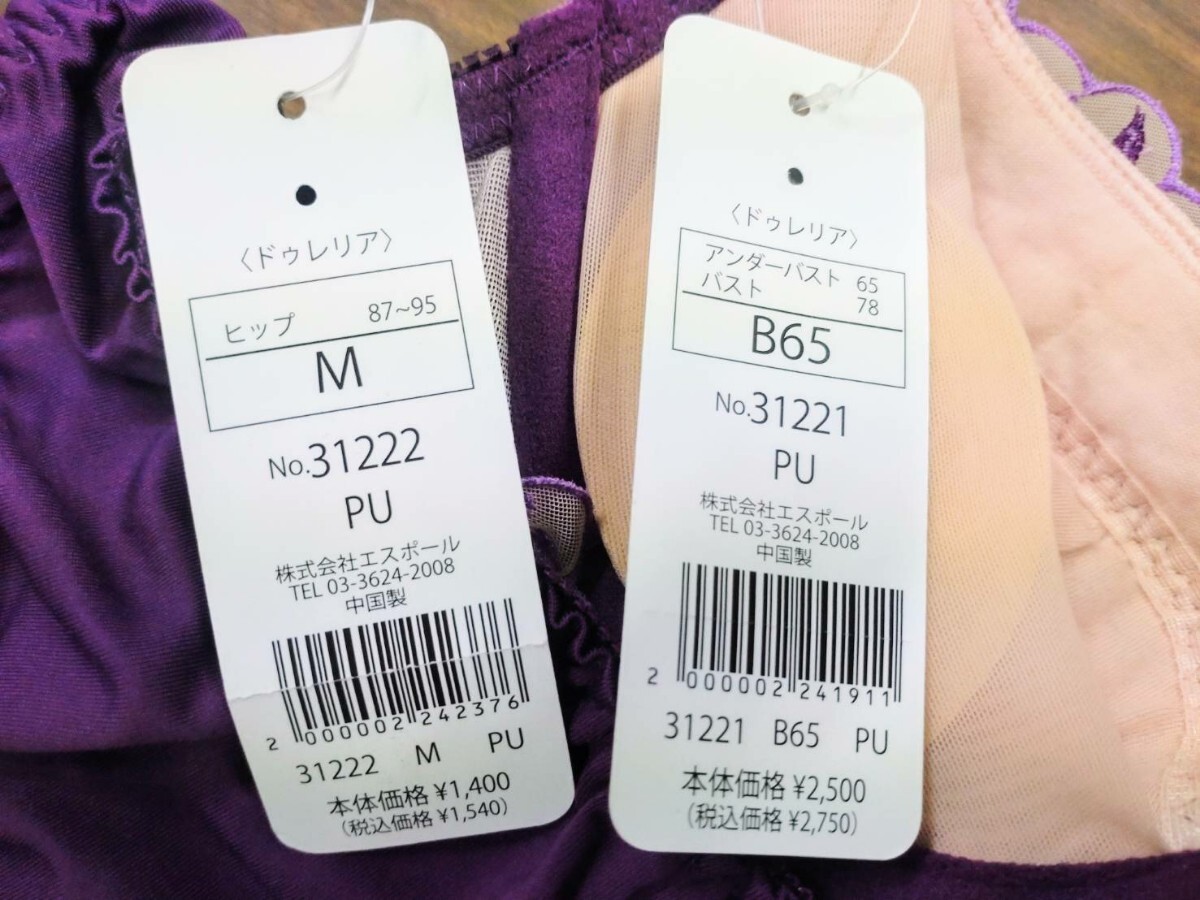 〈ドゥレリア〉
ヒップ 87~95
M
No.31222
PU
株式会社エスポール
TEL 03-3624-2008
中国製
2 000002 242376
31222 M PU
本体価格 ¥1,400
(税込価格 ¥1,540)
〈ドゥレリア〉
アンダーバスト 65
バスト 78
B65
No.31221
PU
株式会社エスポール
TEL 03-3624-2008
中国製
2 000002 241911
31221 B65 PU
本体価格 ¥2,500
(税込価格 ¥2,750)